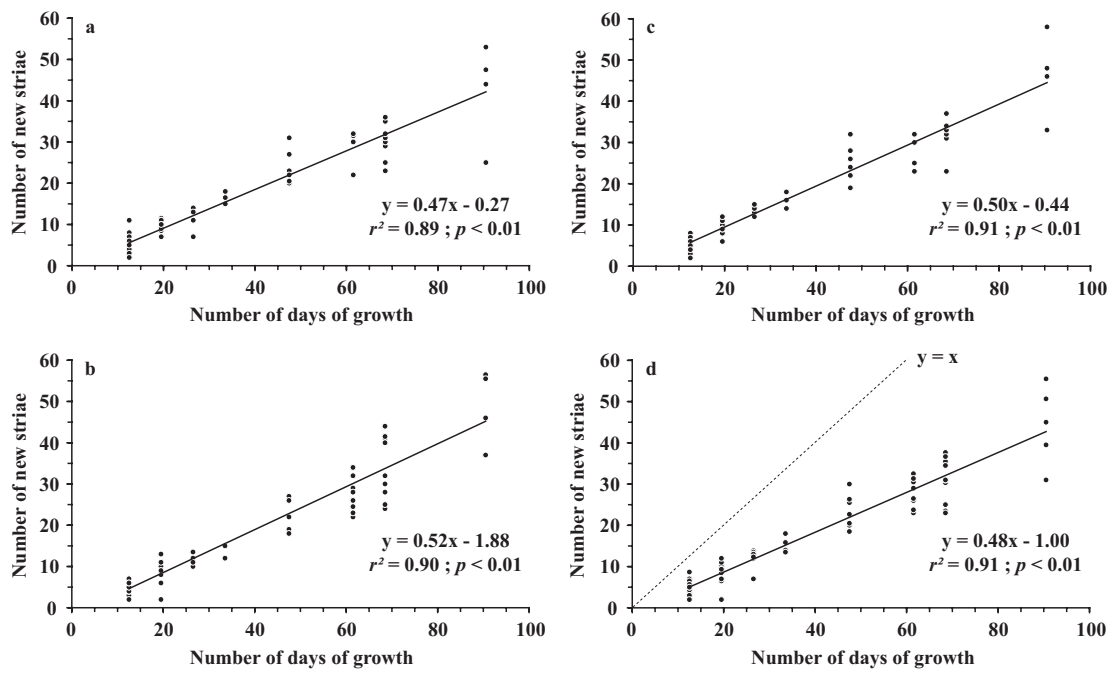 a
Number of new striae
60
50
40
30
20
10
0
y = 0.47x - 0.27
r² = 0.89 ; p < 0.01
0 20 40 60 80 100
Number of days of growth
c
Number of new striae
60
50
40
30
20
10
0
y = 0.50x - 0.44
r² = 0.91 ; p < 0.01
0 20 40 60 80 100
Number of days of growth
b
Number of new striae
60
50
40
30
20
10
0
y = 0.52x - 1.88
r² = 0.90 ; p < 0.01
0 20 40 60 80 100
Number of days of growth
d
y = x
Number of new striae
60
50
40
30
20
10
0
y = 0.48x - 1.00
r² = 0.91 ; p < 0.01
0 20 40 60 80 100
Number of days of growth